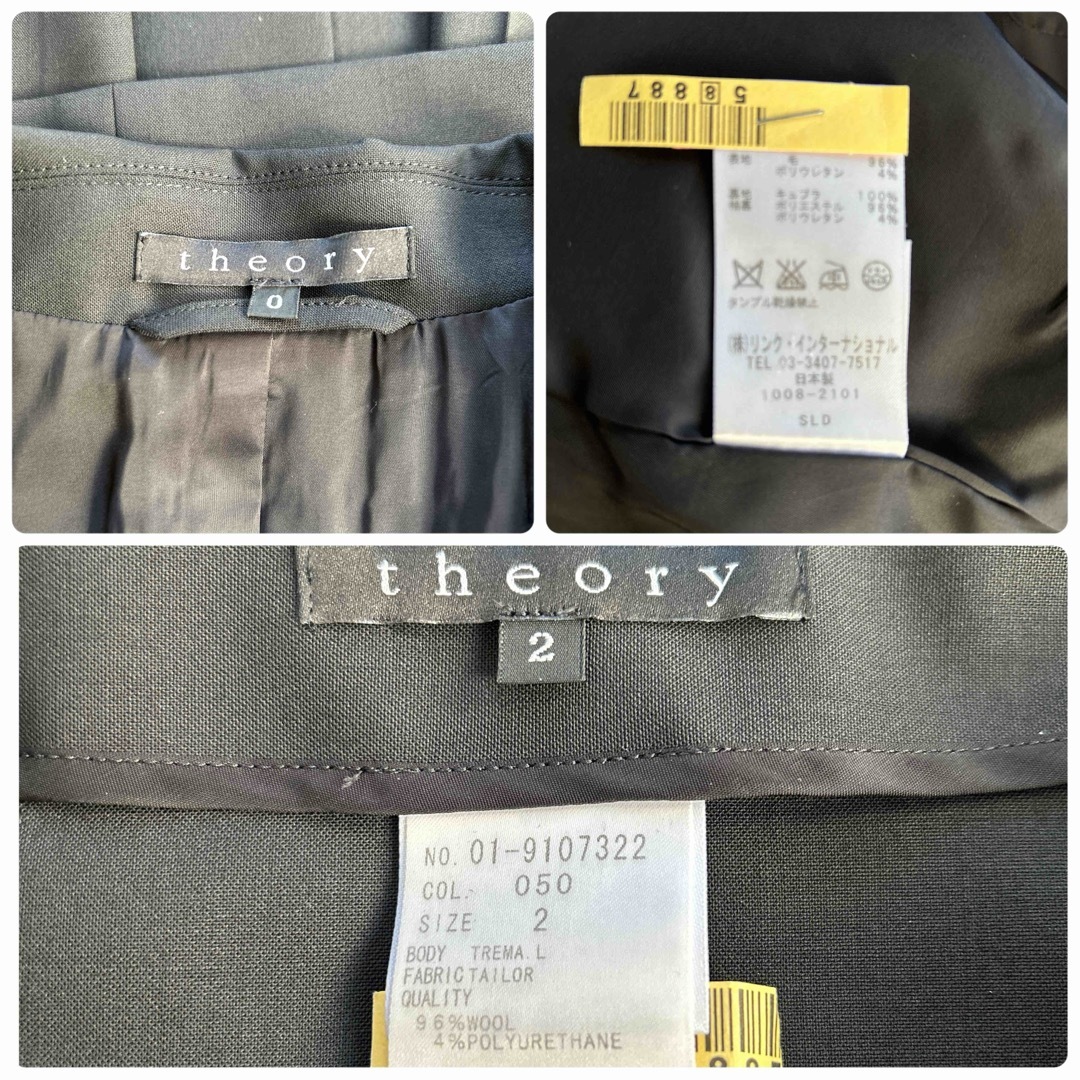 theory
0
58887
表地 毛 96%
ポリウレタン 4%
裏地 キュプラ 100%
ポリエステル 96%
ポリウレタン 4%
タンブル乾燥禁止
(株)リンク・インターナショナル
TEL 03-3407-7517
日本製
1008-2101
SLD
theory
2
NO. 01-9107322
COL. 050
SIZE 2
BODY TREMA.L
FABRIC TAILOR
QUALITY
96%WOOL
4%POLYURETHANE